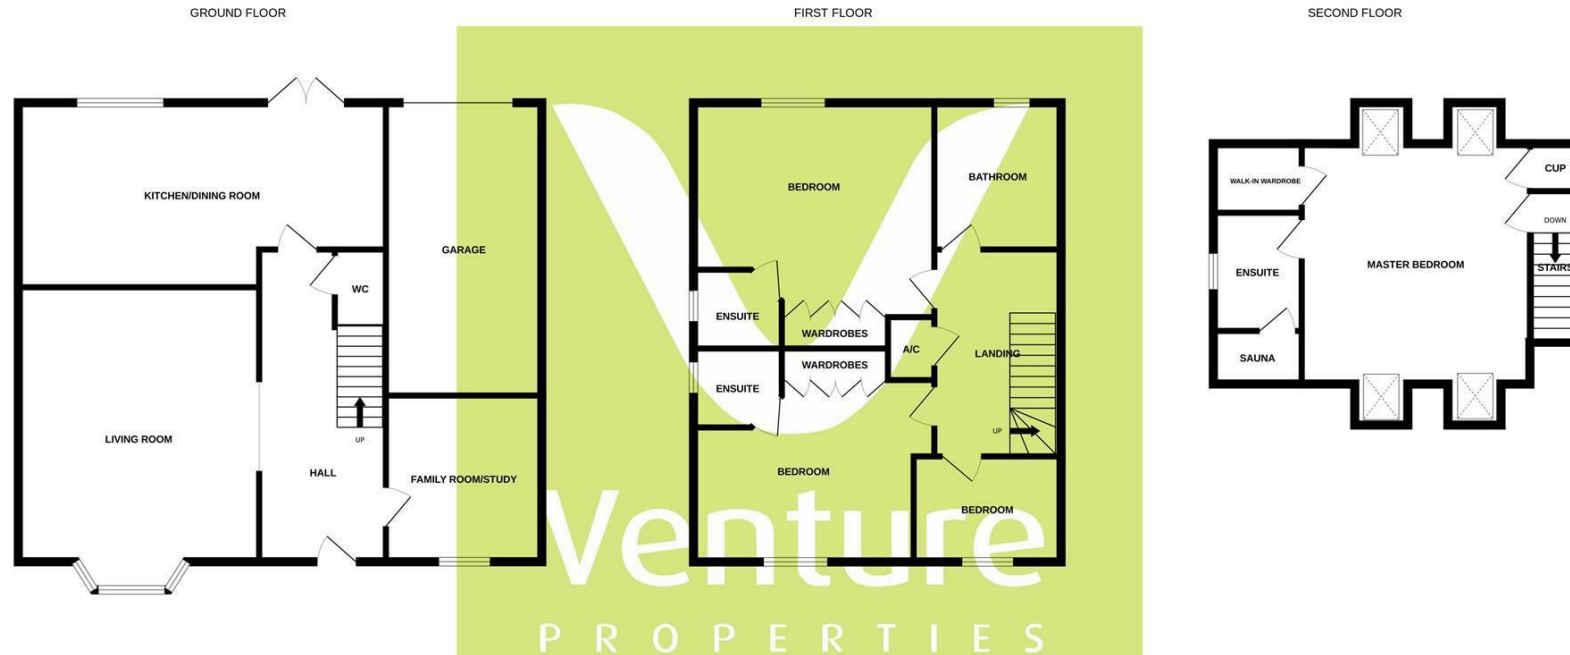 GROUND FLOOR
KITCHEN/DINING ROOM
GARAGE
WC
LIVING ROOM
UP
HALL
FAMILY ROOM/STUDY
FIRST FLOOR
BEDROOM
BATHROOM
ENSUITE
WARDROBES
A/C
LANDING
WARDROBES
ENSUITE
UP
BEDROOM
BEDROOM
Venture
PROPERTIES
SECOND FLOOR
WALK-IN WARDROBE
CUP
DOWN
MASTER BEDROOM
ENSUITE
STAIRS
SAUNA